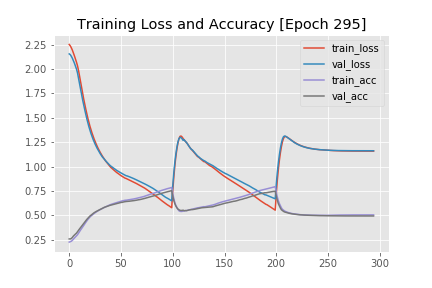 Training Loss and Accuracy [Epoch 295]
2.25
2.00
1.75
1.50
1.25
1.00
0.75
0.50
0.25
train_loss
val_loss
train_acc
val_acc
0 50 100 150 200 250 300